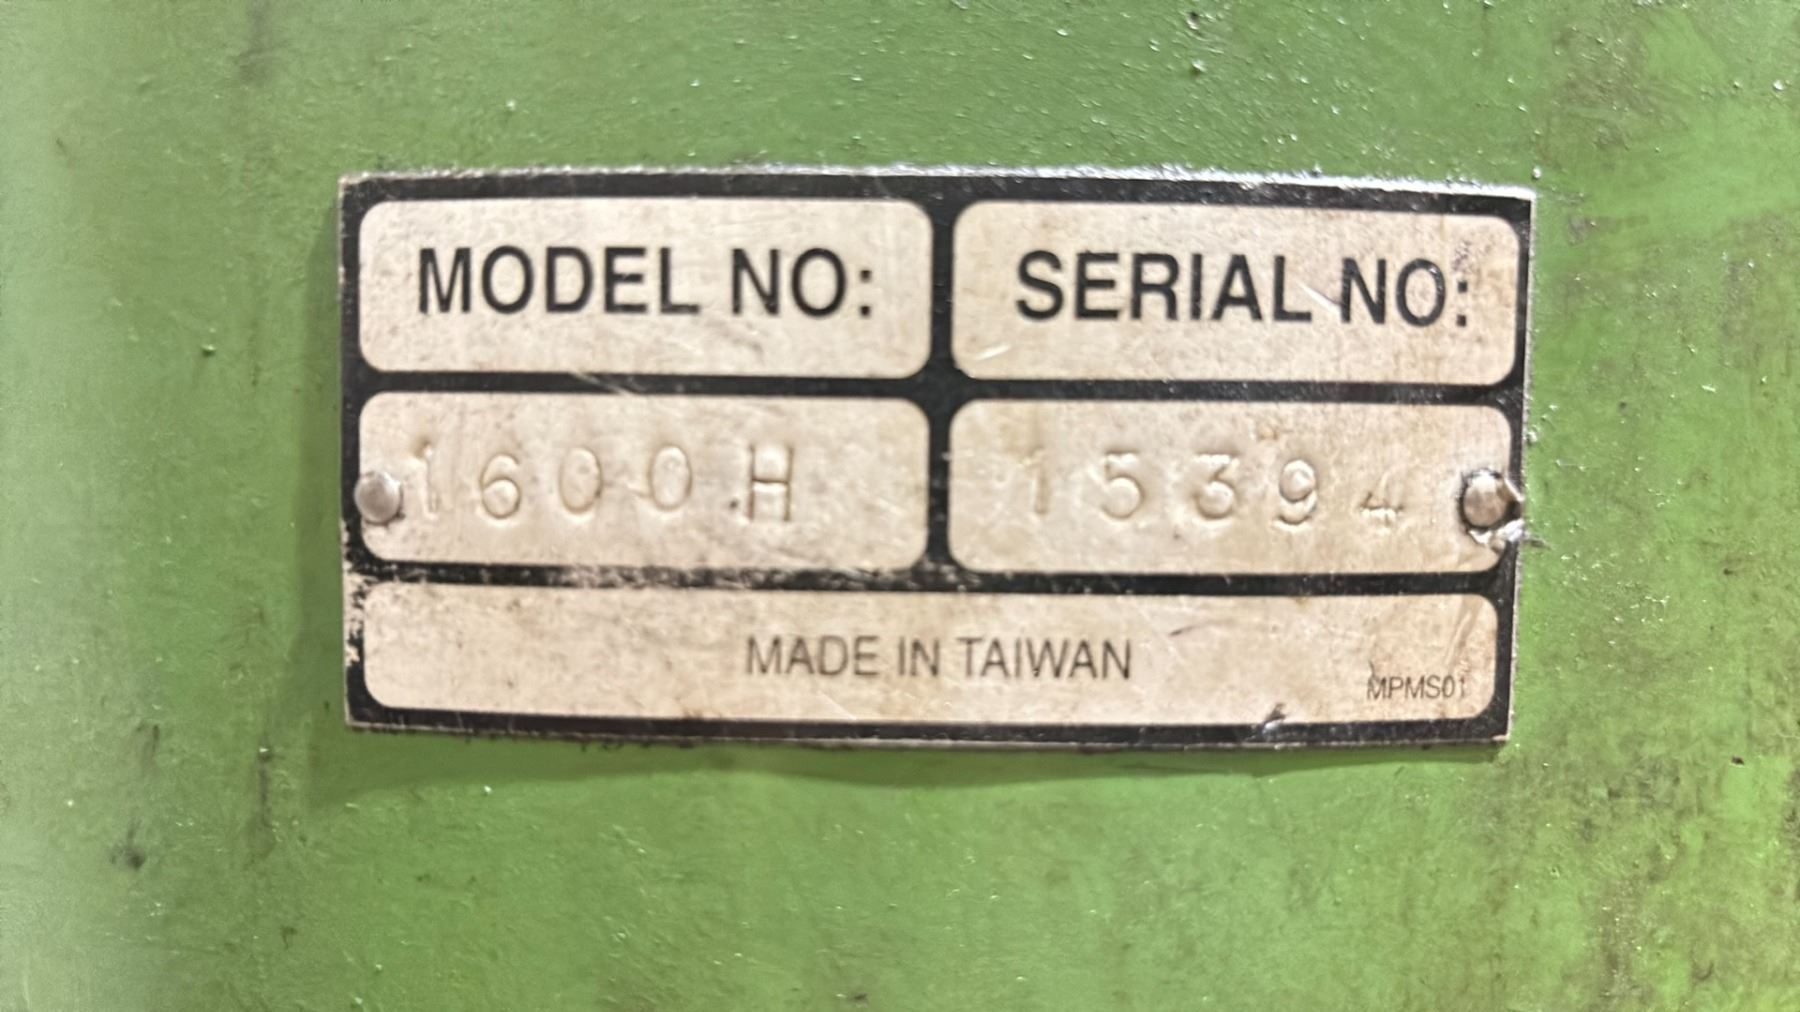 MODEL NO:
SERIAL NO:
1600H
15394
MADE IN TAIWAN
MPMS01